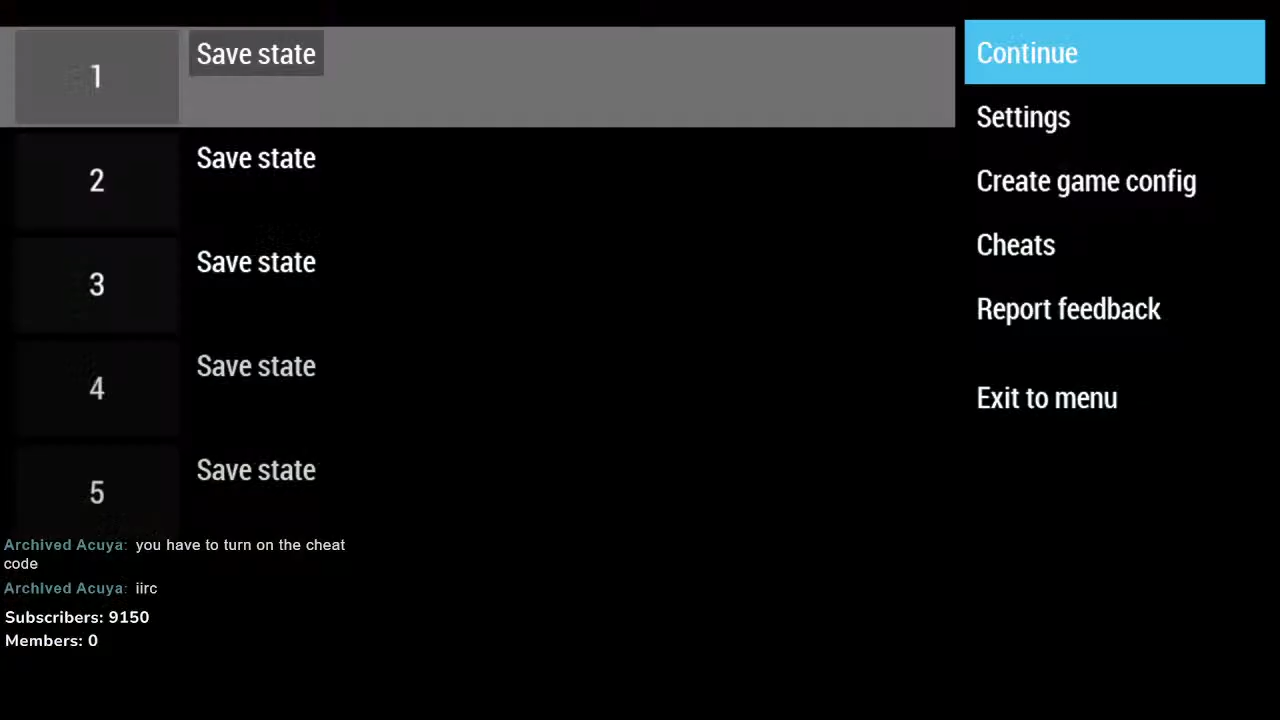 1
Save state
2
Save state
3
Save state
4
Save state
5
Save state
Continue
Settings
Create game config
Cheats
Report feedback
Exit to menu
Archived Acuya: you have to turn on the cheat
code
Archived Acuya: iirc
Subscribers: 9150
Members: 0